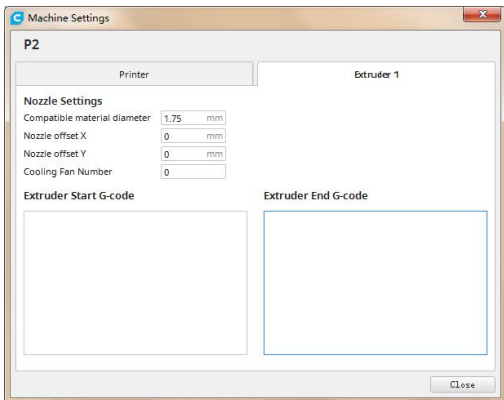 Machine Settings
P2
Printer
Extruder 1
Nozzle Settings
Compatible material diameter 1.75 mm
Nozzle offset X 0 mm
Nozzle offset Y 0 mm
Cooling Fan Number 0
Extruder Start G-code
Extruder End G-code
Close